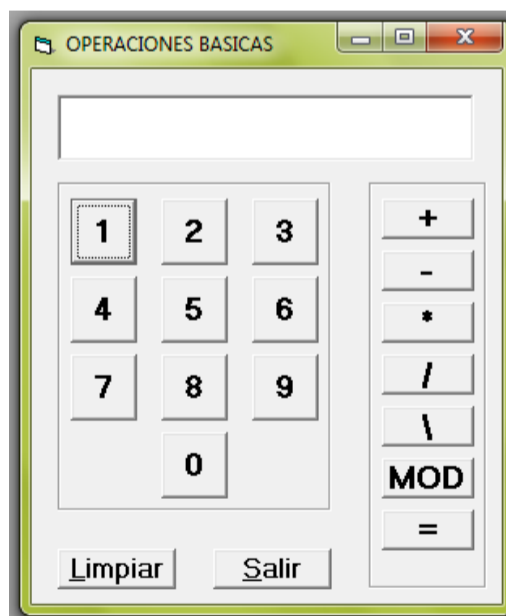 OPERACIONES BASICAS
1 2 3
4 5 6
7 8 9
0
+
-
*
/
\
MOD
=
Limpiar Salir